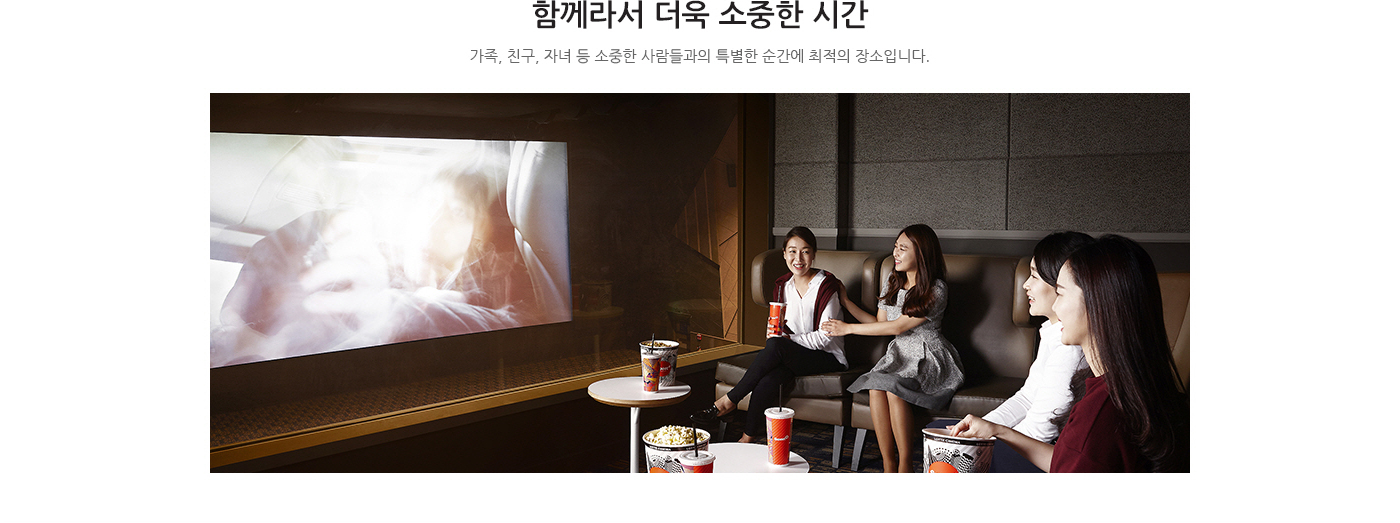 함께라서 더욱 소중한 시간
가족, 친구, 자녀 등 소중한 사람들과의 특별한 순간에 최적의 장소입니다.
LOTTE CINEMA